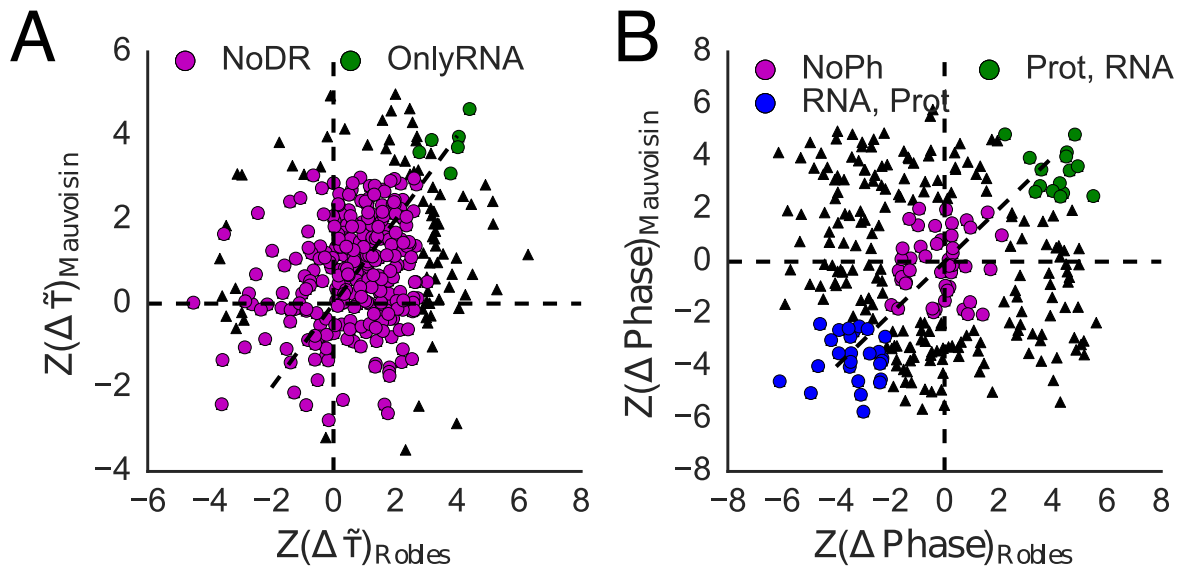 A
NoDR OnlyRNA
6
4
2
0
−2
−4
−6 −4 −2 0 2 4 6 8
Z(Δ τ̃)Mauvoisin
Z(Δ τ̃)Robles
B
NoPh Prot, RNA
RNA, Prot
8
6
4
2
0
−2
−4
−6
−8
−8 −6 −4 −2 0 2 4 6 8
Z(Δ Phase)Mauvoisin
Z(Δ Phase)Robles